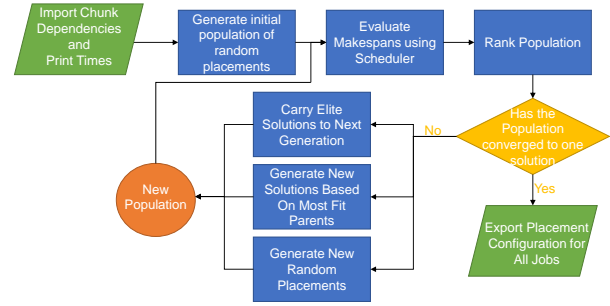 Import Chunk
Dependencies
and
Print Times
Generate initial
population of
random
placements
Evaluate
Makespans using
Scheduler
Rank Population
Has the
Population
converged to one
solution
No
Yes
Carry Elite
Solutions to Next
Generation
Generate New
Solutions Based
On Most Fit
Parents
Generate New
Random
Placements
New
Population
Export Placement
Configuration for
All Jobs